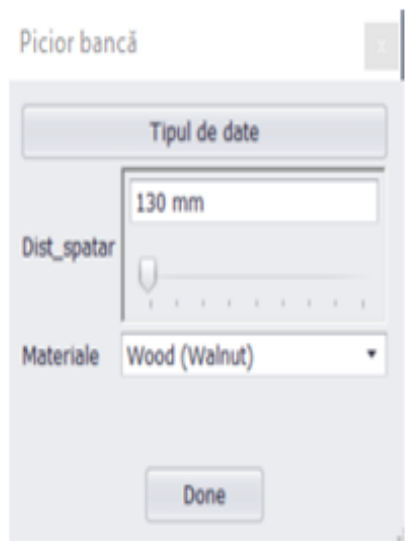 Picior bancă
Tipul de date
130 mm
Dist_spatar
Materiale Wood (Walnut)
Done